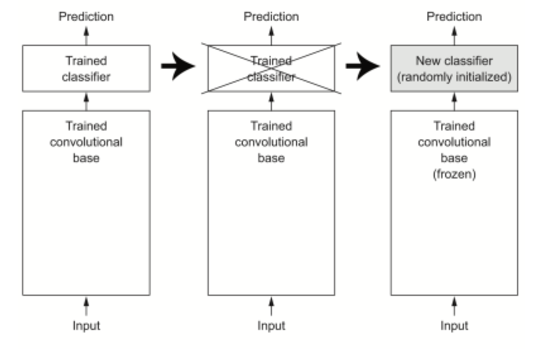 Prediction
Trained
classifier
Trained
convolutional
base
Input
Prediction
Trained
classifier
Trained
convolutional
base
Input
Prediction
New classifier
(randomly initialized)
Trained
convolutional
base
(frozen)
Input